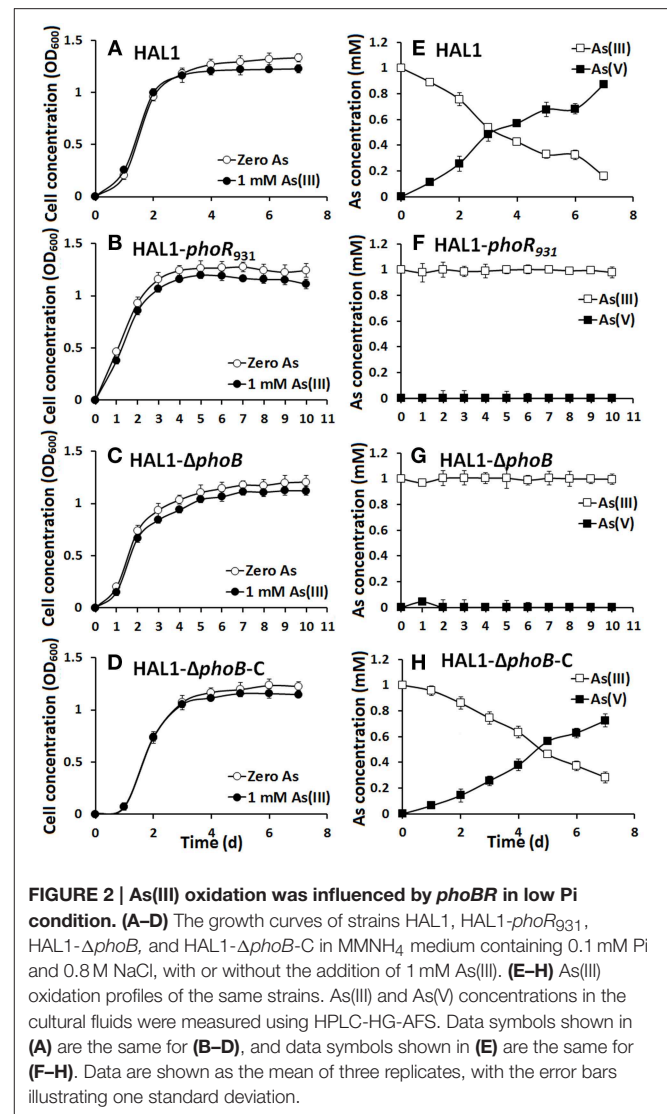 A HAL1
Cell concentration (OD600)
1.5
1
0.5
0
Zero As
1 mM As(III)
0 2 4 6 8
E HAL1
As concentration (mM)
1.2
1
0.8
0.6
0.4
0.2
0
As(III)
As(V)
0 2 4 6 8
B HAL1-phoR931
Cell concentration (OD600)
1.5
1
0.5
0
Zero As
1 mM As(III)
0 1 2 3 4 5 6 7 8 9 10 11
F HAL1-phoR931
As concentration (mM)
1.2
1
0.8
0.6
0.4
0.2
0
As(III)
As(V)
0 1 2 3 4 5 6 7 8 9 10 11
C HAL1-ΔphoB
Cell concentration (OD600)
1.5
1
0.5
0
Zero As
1 mM As(III)
0 1 2 3 4 5 6 7 8 9 10 11
G HAL1-ΔphoB
As concentration (mM)
1.2
1
0.8
0.6
0.4
0.2
0
As(III)
As(V)
0 1 2 3 4 5 6 7 8 9 10 11
D HAL1-ΔphoB-C
Cell concentration (OD600)
1.5
1
0.5
0
Zero As
1 mM As(III)
0 2 4 6 8
Time (d)
H HAL1-ΔphoB-C
As concentration (mM)
1.2
1
0.8
0.6
0.4
0.2
0
As(III)
As(V)
0 2 4 6 8
Time (d)
FIGURE 2 | As(III) oxidation was influenced by phoBR in low Pi
condition. (A–D) The growth curves of strains HAL1, HAL1-phoR931,
HAL1-ΔphoB, and HAL1-ΔphoB-C in MMNH4 medium containing 0.1 mM Pi
and 0.8 M NaCl, with or without the addition of 1 mM As(III). (E–H) As(III)
oxidation profiles of the same strains. As(III) and As(V) concentrations in the
cultural fluids were measured using HPLC-HG-AFS. Data symbols shown in
(A) are the same for (B–D), and data symbols shown in (E) are the same for
(F–H). Data are shown as the mean of three replicates, with the error bars
illustrating one standard deviation.